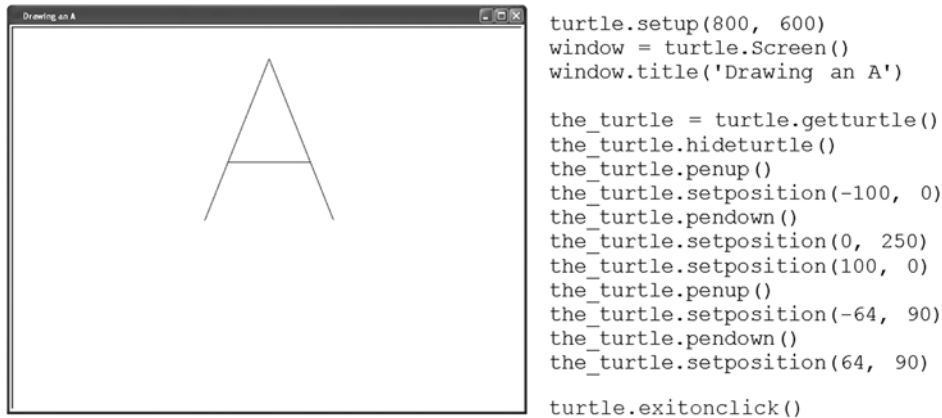 Drawing an A
turtle.setup(800, 600)
window = turtle.Screen()
window.title('Drawing an A')
the_turtle = turtle.getturtle()
the_turtle.hideturtle()
the_turtle.penup()
the_turtle.setposition(-100, 0)
the_turtle.pendown()
the_turtle.setposition(0, 250)
the_turtle.setposition(100, 0)
the_turtle.penup()
the_turtle.setposition(-64, 90)
the_turtle.pendown()
the_turtle.setposition(64, 90)
turtle.exitonclick()